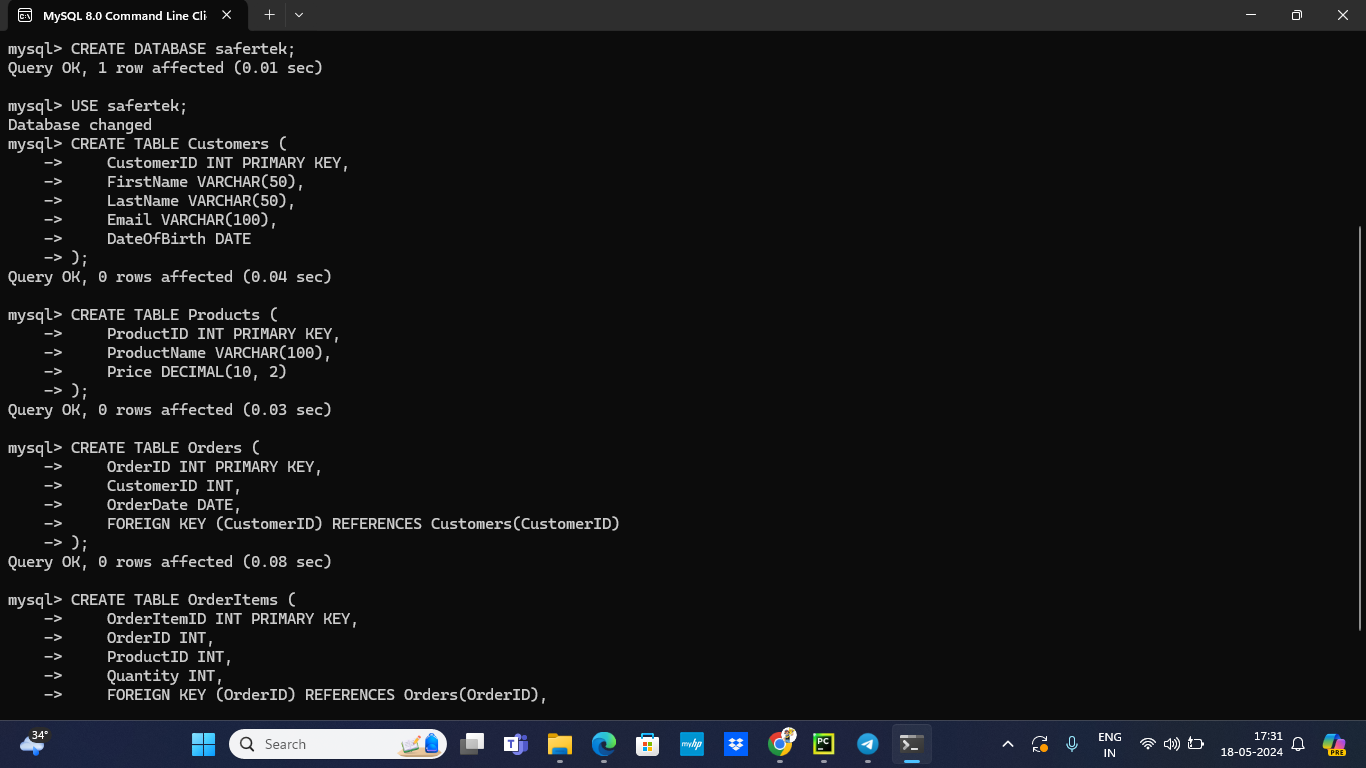 MySQL 8.0 Command Line Cli
mysql> CREATE DATABASE safertek;
Query OK, 1 row affected (0.01 sec)
mysql> USE safertek;
Database changed
mysql> CREATE TABLE Customers (
    ->     CustomerID INT PRIMARY KEY,
    ->     FirstName VARCHAR(50),
    ->     LastName VARCHAR(50),
    ->     Email VARCHAR(100),
    ->     DateOfBirth DATE
    -> );
Query OK, 0 rows affected (0.04 sec)
mysql> CREATE TABLE Products (
    ->     ProductID INT PRIMARY KEY,
    ->     ProductName VARCHAR(100),
    ->     Price DECIMAL(10, 2)
    -> );
Query OK, 0 rows affected (0.03 sec)
mysql> CREATE TABLE Orders (
    ->     OrderID INT PRIMARY KEY,
    ->     CustomerID INT,
    ->     OrderDate DATE,
    ->     FOREIGN KEY (CustomerID) REFERENCES Customers(CustomerID)
    -> );
Query OK, 0 rows affected (0.08 sec)
mysql> CREATE TABLE OrderItems (
    ->     OrderItemID INT PRIMARY KEY,
    ->     OrderID INT,
    ->     ProductID INT,
    ->     Quantity INT,
    ->     FOREIGN KEY (OrderID) REFERENCES Orders(OrderID),
34°
Search
myhp
PC
ENG
IN
17:31
18-05-2024
PRE